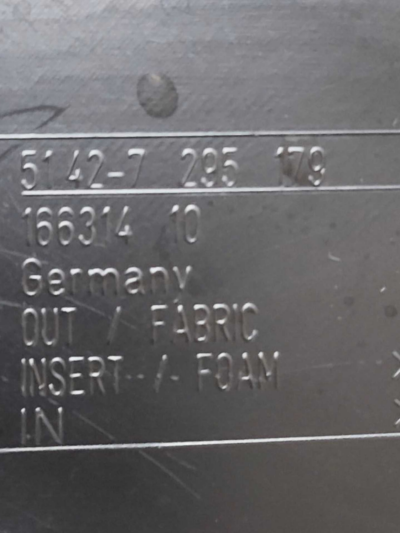 51.42-7 295 179
166314 10
Germany
OUT / FABRIC
INSERT / FOAM
IN